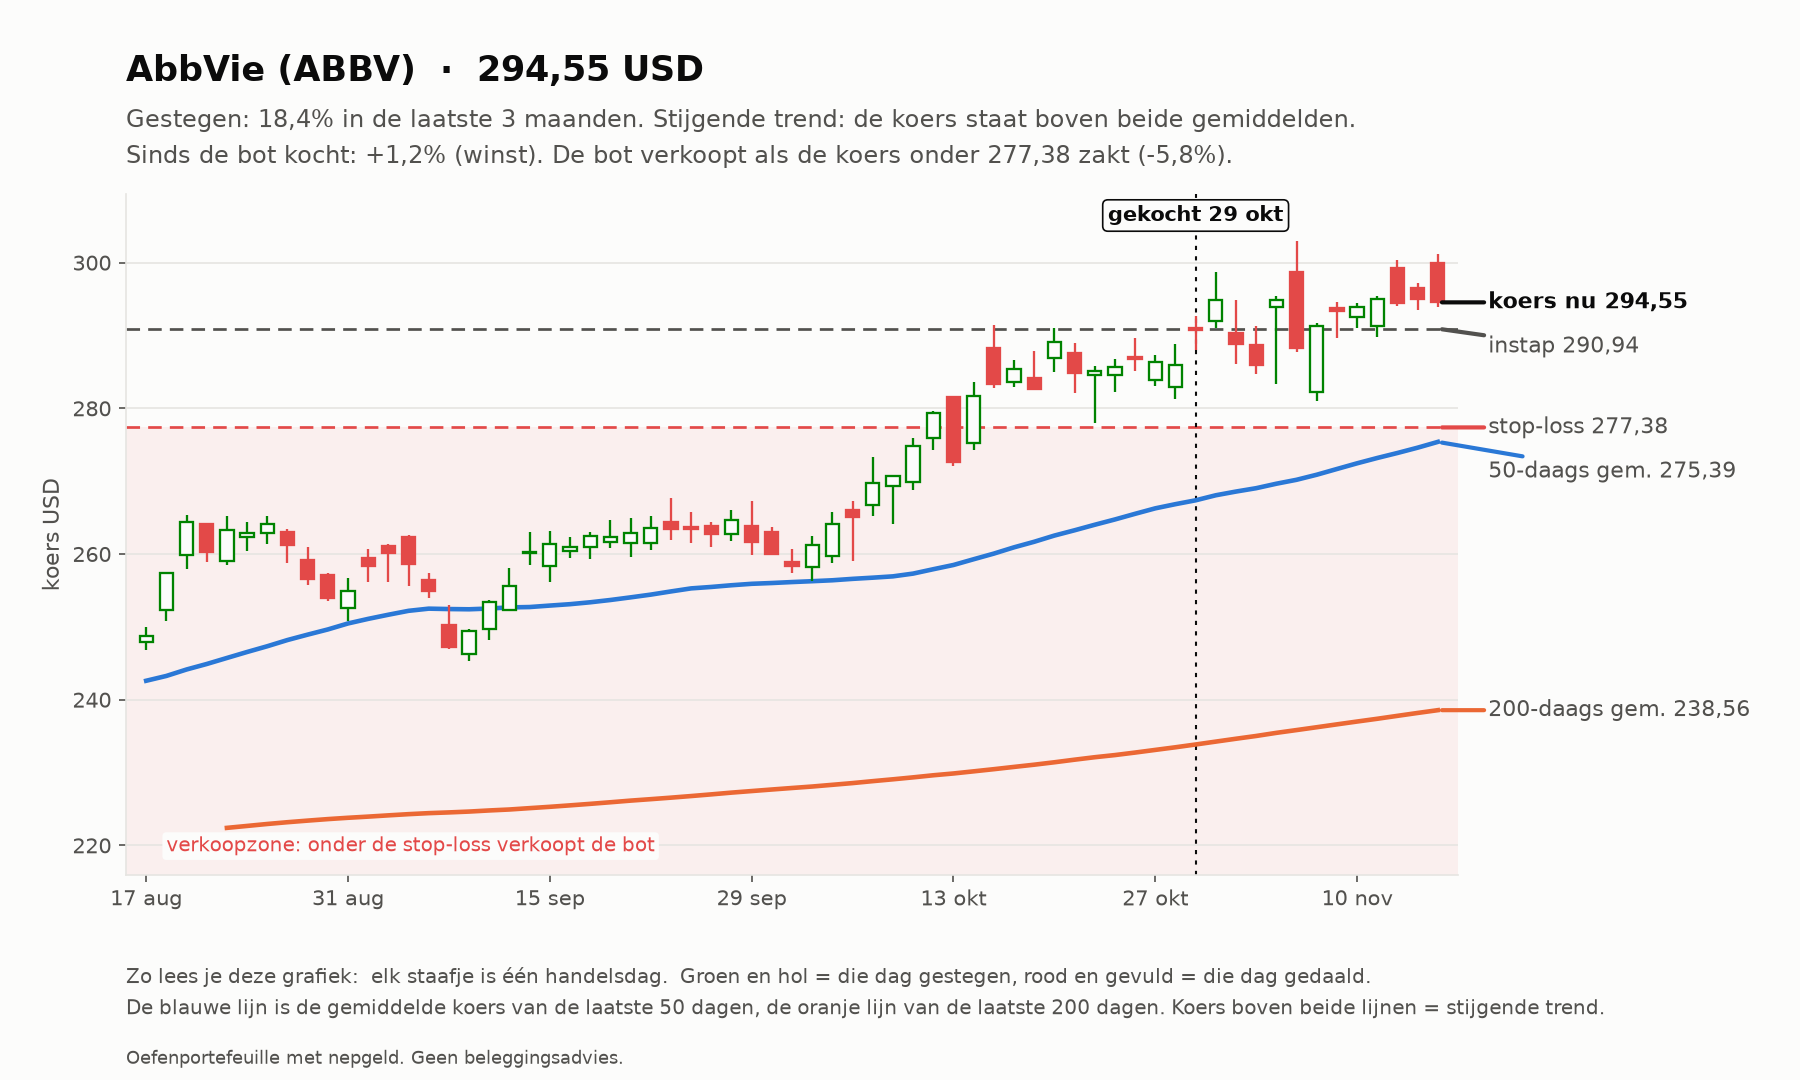 AbbVie (ABBV) · 294,55 USD
Gestegen: 18,4% in de laatste 3 maanden. Stijgende trend: de koers staat boven beide gemiddelden.
Sinds de bot kocht: +1,2% (winst). De bot verkoopt als de koers onder 277,38 zakt (-5,8%).
gekocht 29 okt
300
280
260
240
220
koers USD
koers nu 294,55
instap 290,94
stop-loss 277,38
50-daags gem. 275,39
200-daags gem. 238,56
verkoopzone: onder de stop-loss verkoopt de bot
17 aug
31 aug
15 sep
29 sep
13 okt
27 okt
10 nov
Zo lees je deze grafiek: elk staafje is één handelsdag. Groen en hol = die dag gestegen, rood en gevuld = die dag gedaald.
De blauwe lijn is de gemiddelde koers van de laatste 50 dagen, de oranje lijn van de laatste 200 dagen. Koers boven beide lijnen = stijgende trend.
Oefenportefeuille met nepgeld. Geen beleggingsadvies.